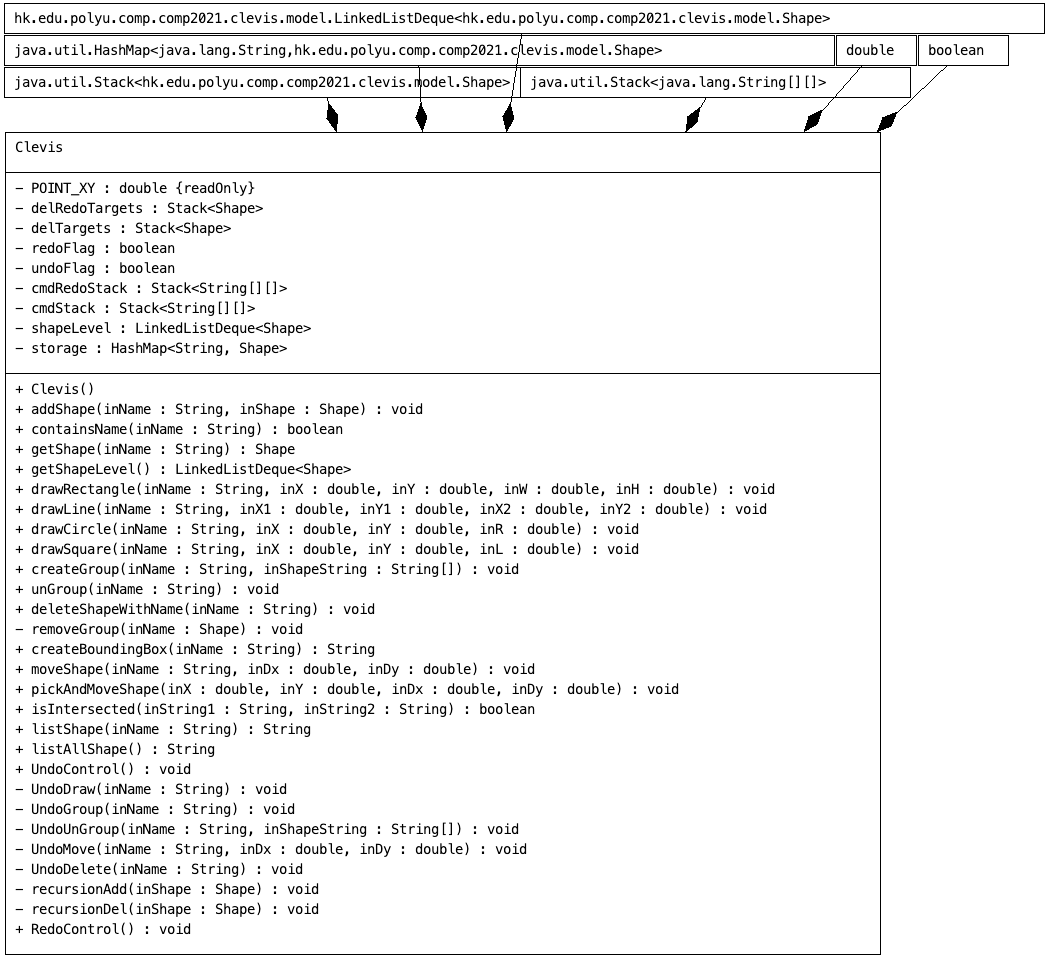 hk.edu.polyu.comp.comp2021.clevis.model.LinkedListDeque<hk.edu.polyu.comp.comp2021.clevis.model.Shape>
java.util.HashMap<java.lang.String,hk.edu.polyu.comp.comp2021.clevis.model.Shape>
double
boolean
java.util.Stack<hk.edu.polyu.comp.comp2021.clevis.model.Shape>
java.util.Stack<java.lang.String[][]>
Clevis
− POINT_XY : double {readOnly}
− delRedoTargets : Stack<Shape>
− delTargets : Stack<Shape>
− redoFlag : boolean
− undoFlag : boolean
− cmdRedoStack : Stack<String[][]>
− cmdStack : Stack<String[][]>
− shapeLevel : LinkedListDeque<Shape>
− storage : HashMap<String, Shape>
+ Clevis()
+ addShape(inName : String, inShape : Shape) : void
+ containsName(inName : String) : boolean
+ getShape(inName : String) : Shape
+ getShapeLevel() : LinkedListDeque<Shape>
+ drawRectangle(inName : String, inX : double, inY : double, inW : double, inH : double) : void
+ drawLine(inName : String, inX1 : double, inY1 : double, inX2 : double, inY2 : double) : void
+ drawCircle(inName : String, inX : double, inY : double, inR : double) : void
+ drawSquare(inName : String, inX : double, inY : double, inL : double) : void
+ createGroup(inName : String, inShapeString : String[]) : void
+ unGroup(inName : String) : void
+ deleteShapeWithName(inName : String) : void
− removeGroup(inName : Shape) : void
+ createBoundingBox(inName : String) : String
+ moveShape(inName : String, inDx : double, inDy : double) : void
+ pickAndMoveShape(inX : double, inY : double, inDx : double, inDy : double) : void
+ isIntersected(inString1 : String, inString2 : String) : boolean
+ listShape(inName : String) : String
+ listAllShape() : String
+ UndoControl() : void
− UndoDraw(inName : String) : void
− UndoGroup(inName : String) : void
− UndoUnGroup(inName : String, inShapeString : String[]) : void
− UndoMove(inName : String, inDx : double, inDy : double) : void
− UndoDelete(inName : String) : void
− recursionAdd(inShape : Shape) : void
− recursionDel(inShape : Shape) : void
+ RedoControl() : void